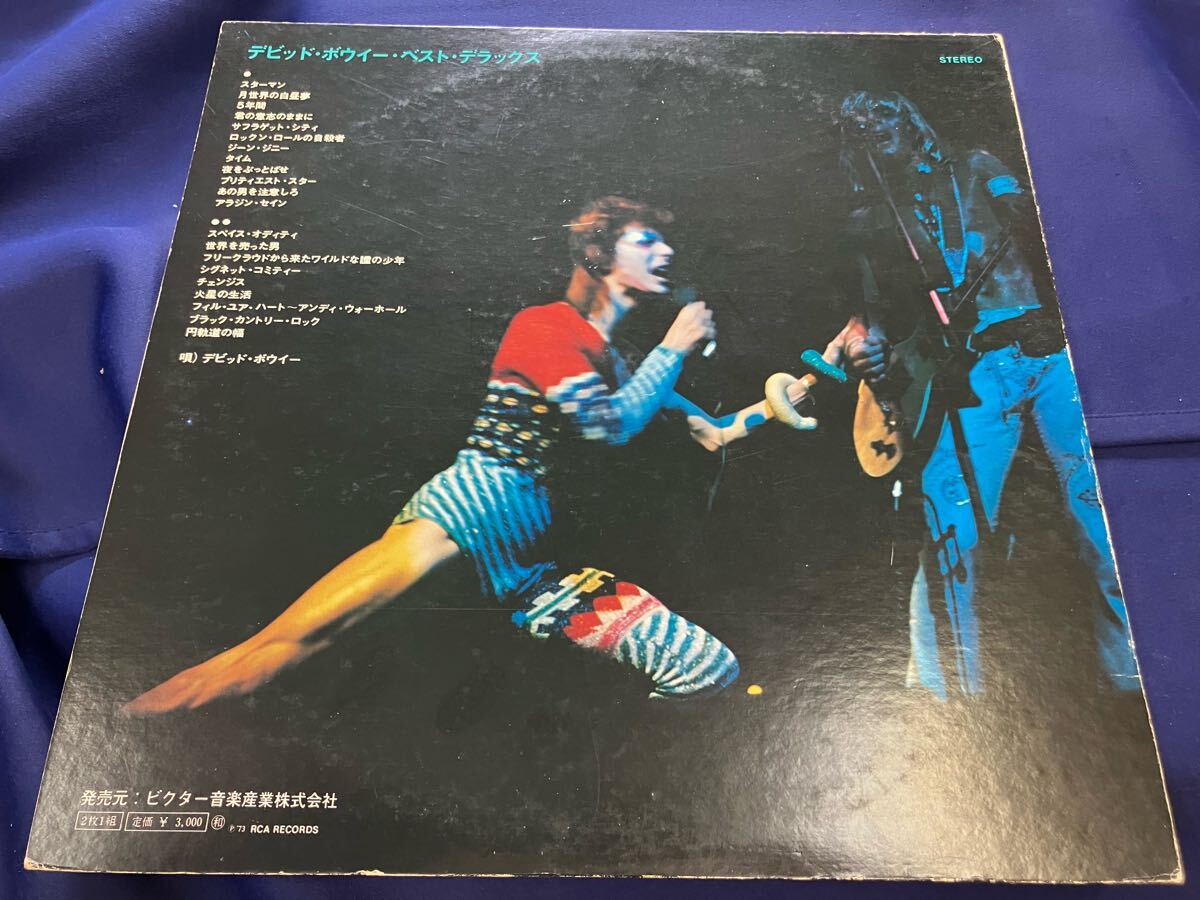 デビッド・ボウイー・ベスト・デラックス
STEREO
●
スターマン
月世界の白昼夢
5年間
君の意志のままに
サフラゲット・シティ
ロックン・ロールの自殺者
ジーン・ジニー
タイム
夜をぶっとばせ
プリティエスト・スター
あの男を注意しろ
アラジン・セイン
●●
スペイス・オディティ
世界を売った男
フリークラウドから来たワイルドな瞳の少年
シグネット・コミティー
チェンジス
火星の生活
フィル・ユア・ハート〜アンディ・ウォーホール
ブラック・カントリー・ロック
円軌道の幅
唄）デビッド・ボウイー
発売元：ビクター音楽産業株式会社
2枚1組 定価 ¥ 3,000 ㊒ ℗'73 RCA RECORDS